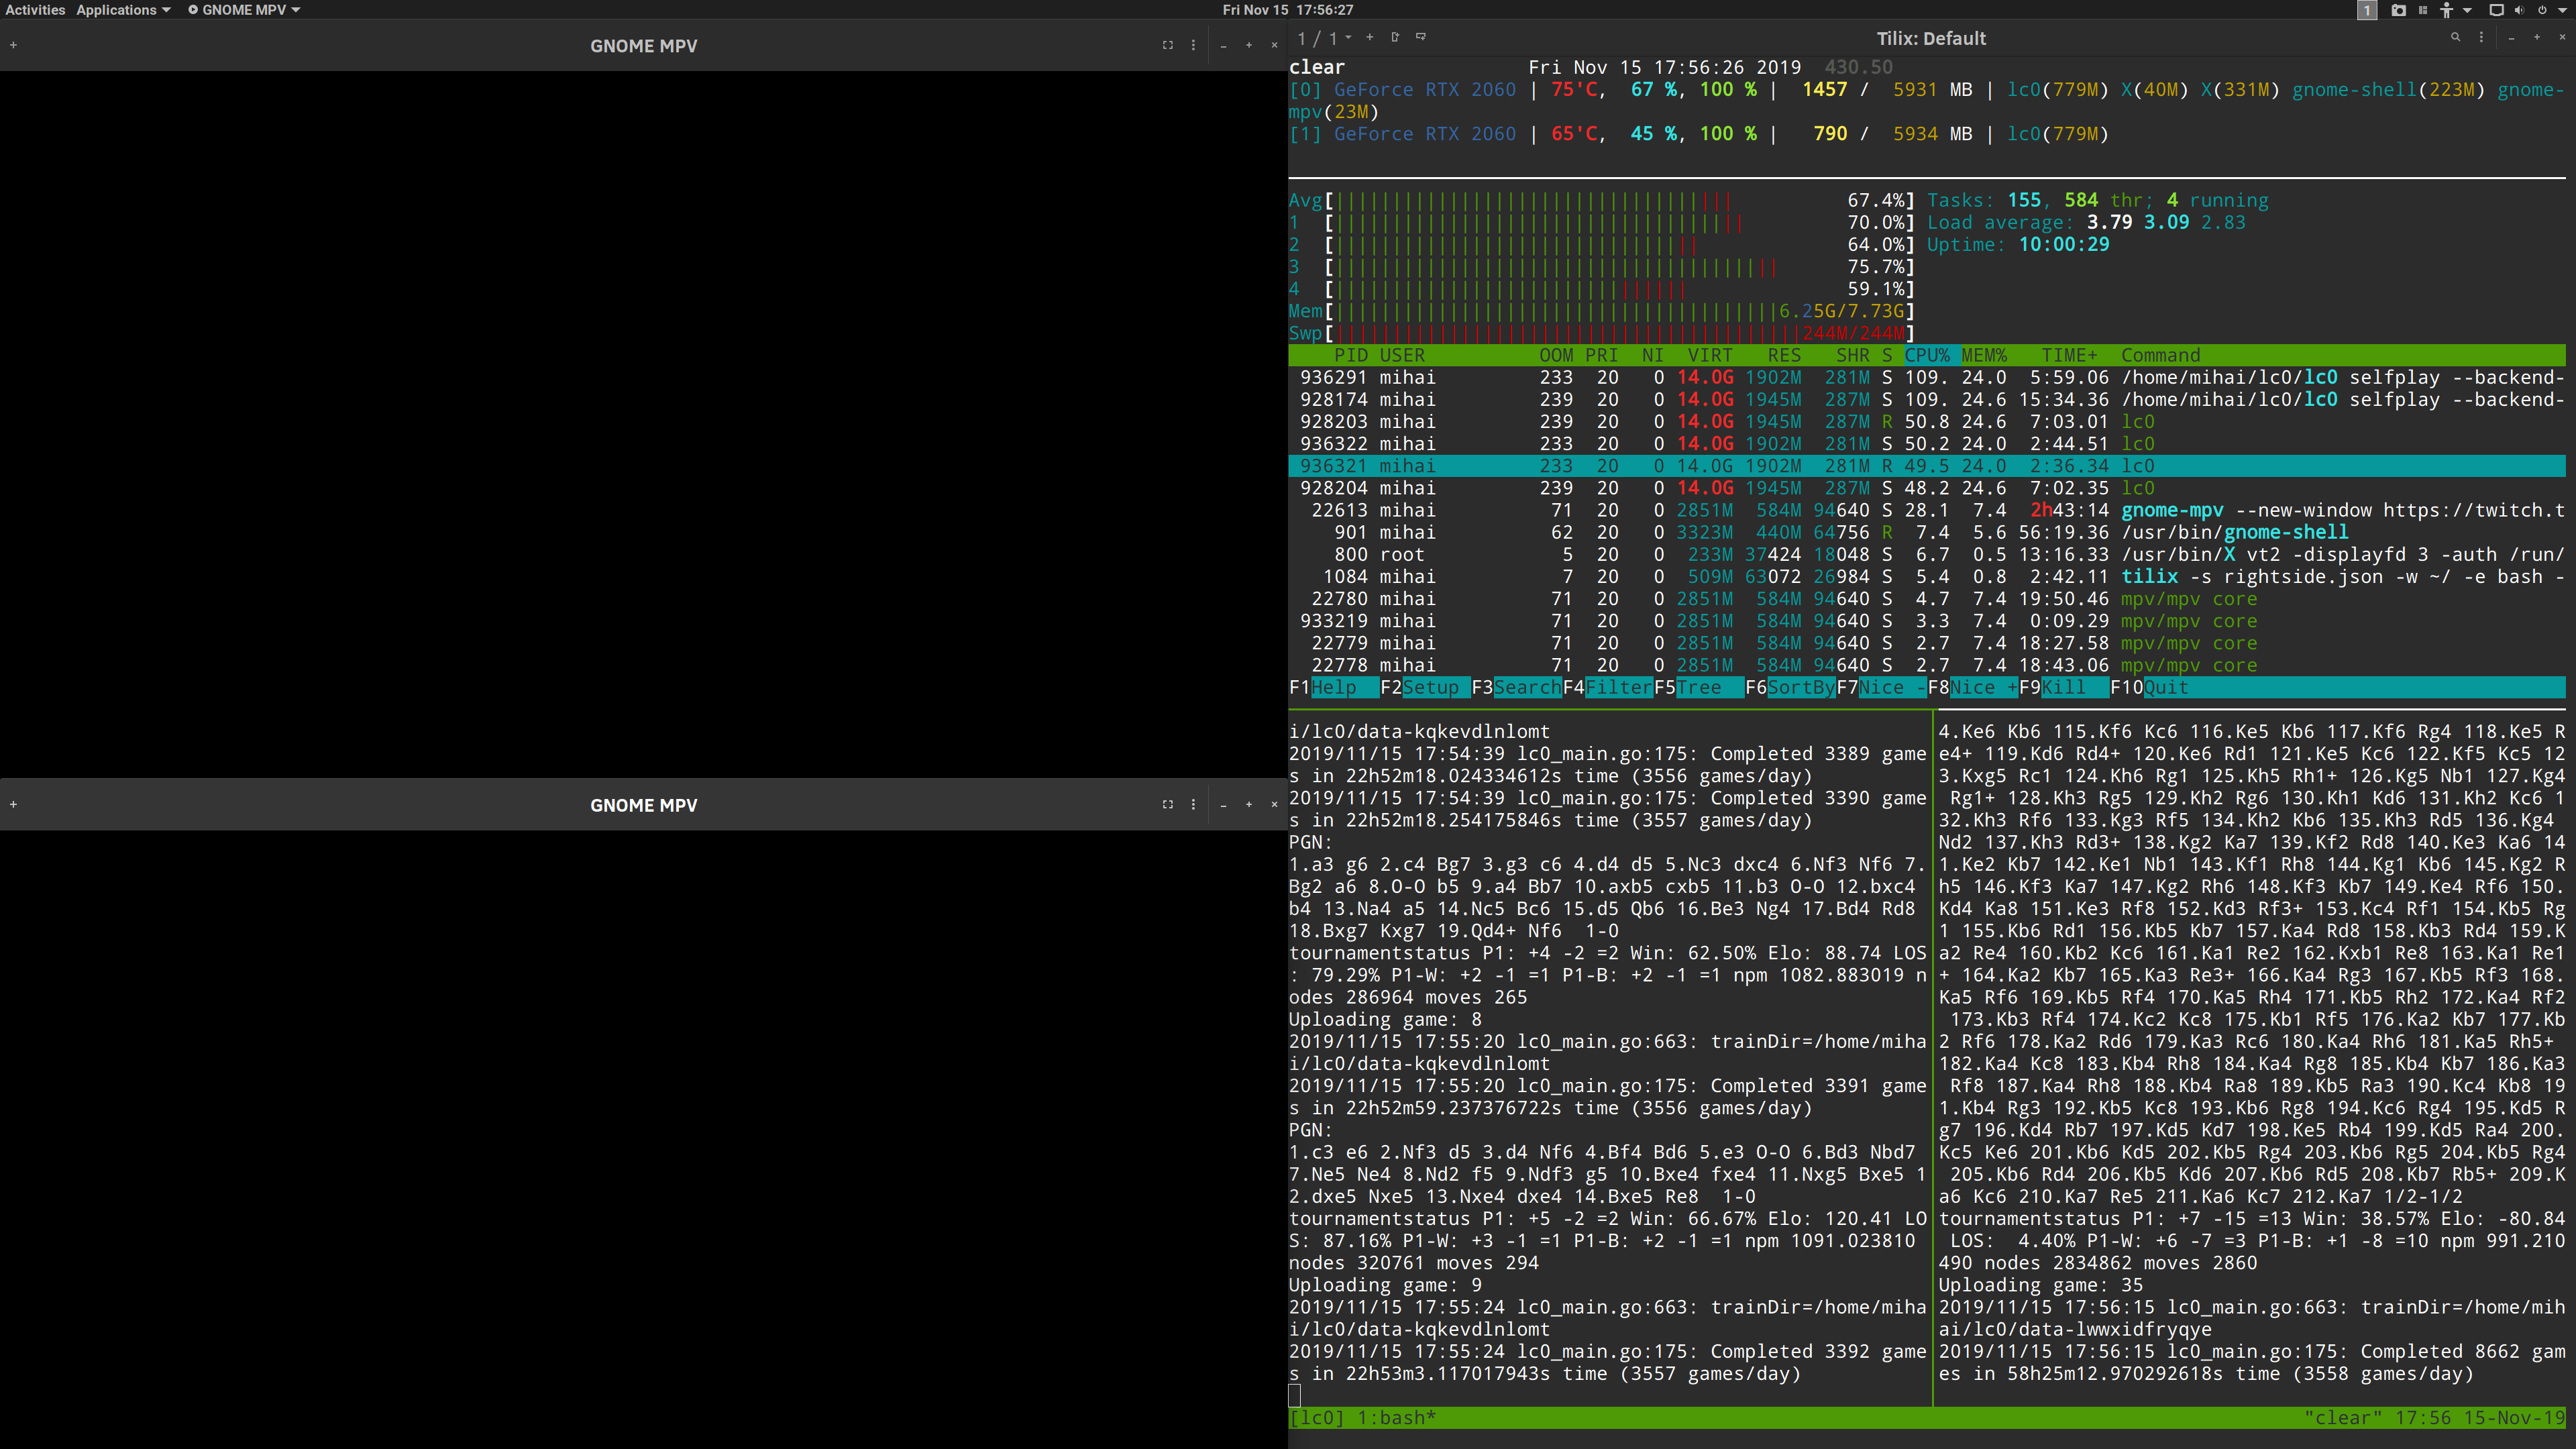 Activities Applications GNOME MPV Fri Nov 15 17:56:27 1
GNOME MPV
GNOME MPV
1 / 1 Tilix: Default
clear Fri Nov 15 17:56:26 2019 430.50
[0] GeForce RTX 2060 | 75'C, 67 %, 100 % | 1457 / 5931 MB | lc0(779M) X(40M) X(331M) gnome-shell(223M) gnome-
mpv(23M)
[1] GeForce RTX 2060 | 65'C, 45 %, 100 % | 790 / 5934 MB | lc0(779M)
Avg[ 67.4%] Tasks: 155, 584 thr; 4 running
1 [ 70.0%] Load average: 3.79 3.09 2.83
2 [ 64.0%] Uptime: 10:00:29
3 [ 75.7%]
4 [ 59.1%]
Mem[ 6.25G/7.73G]
Swp[ 244M/244M]
PID USER OOM PRI NI VIRT RES SHR S CPU% MEM% TIME+ Command
936291 mihai 233 20 0 14.0G 1902M 281M S 109. 24.0 5:59.06 /home/mihai/lc0/lc0 selfplay --backend-
928174 mihai 239 20 0 14.0G 1945M 287M S 109. 24.6 15:34.36 /home/mihai/lc0/lc0 selfplay --backend-
928203 mihai 239 20 0 14.0G 1945M 287M R 50.8 24.6 7:03.01 lc0
936322 mihai 233 20 0 14.0G 1902M 281M S 50.2 24.0 2:44.51 lc0
936321 mihai 233 20 0 14.0G 1902M 281M R 49.5 24.0 2:36.34 lc0
928204 mihai 239 20 0 14.0G 1945M 287M S 48.2 24.6 7:02.35 lc0
22613 mihai 71 20 0 2851M 584M 94640 S 28.1 7.4 2h43:14 gnome-mpv --new-window https://twitch.t
901 mihai 62 20 0 3323M 440M 64756 R 7.4 5.6 56:19.36 /usr/bin/gnome-shell
800 root 5 20 0 233M 37424 18048 S 6.7 0.5 13:16.33 /usr/bin/X vt2 -displayfd 3 -auth /run/
1084 mihai 7 20 0 509M 63072 26984 S 5.4 0.8 2:42.11 tilix -s rightside.json -w ~/ -e bash -
22780 mihai 71 20 0 2851M 584M 94640 S 4.7 7.4 19:50.46 mpv/mpv core
933219 mihai 71 20 0 2851M 584M 94640 S 3.3 7.4 0:09.29 mpv/mpv core
22779 mihai 71 20 0 2851M 584M 94640 S 2.7 7.4 18:27.58 mpv/mpv core
22778 mihai 71 20 0 2851M 584M 94640 S 2.7 7.4 18:43.06 mpv/mpv core
F1Help F2Setup F3SearchF4FilterF5Tree F6SortByF7Nice -F8Nice +F9Kill F10Quit
i/lc0/data-kqkevdlnlomt
2019/11/15 17:54:39 lc0_main.go:175: Completed 3389 game
s in 22h52m18.024334612s time (3556 games/day)
2019/11/15 17:54:39 lc0_main.go:175: Completed 3390 game
s in 22h52m18.254175846s time (3557 games/day)
PGN:
1.a3 g6 2.c4 Bg7 3.g3 c6 4.d4 d5 5.Nc3 dxc4 6.Nf3 Nf6 7.
Bg2 a6 8.O-O b5 9.a4 Bb7 10.axb5 cxb5 11.b3 O-O 12.bxc4
b4 13.Na4 a5 14.Nc5 Bc6 15.d5 Qb6 16.Be3 Ng4 17.Bd4 Rd8
18.Bxg7 Kxg7 19.Qd4+ Nf6 1-0
tournamentstatus P1: +4 -2 =2 Win: 62.50% Elo: 88.74 LOS
: 79.29% P1-W: +2 -1 =1 P1-B: +2 -1 =1 npm 1082.883019 n
odes 286964 moves 265
Uploading game: 8
2019/11/15 17:55:20 lc0_main.go:663: trainDir=/home/miha
i/lc0/data-kqkevdlnlomt
2019/11/15 17:55:20 lc0_main.go:175: Completed 3391 game
s in 22h52m59.237376722s time (3556 games/day)
PGN:
1.c3 e6 2.Nf3 d5 3.d4 Nf6 4.Bf4 Bd6 5.e3 O-O 6.Bd3 Nbd7
7.Ne5 Ne4 8.Nd2 f5 9.Ndf3 g5 10.Bxe4 fxe4 11.Nxg5 Bxe5 1
2.dxe5 Nxe5 13.Nxe4 dxe4 14.Bxe5 Re8 1-0
tournamentstatus P1: +5 -2 =2 Win: 66.67% Elo: 120.41 LO
S: 87.16% P1-W: +3 -1 =1 P1-B: +2 -1 =1 npm 1091.023810
nodes 320761 moves 294
Uploading game: 9
2019/11/15 17:55:24 lc0_main.go:663: trainDir=/home/miha
i/lc0/data-kqkevdlnlomt
2019/11/15 17:55:24 lc0_main.go:175: Completed 3392 game
s in 22h53m3.117017943s time (3557 games/day)
4.Ke6 Kb6 115.Kf6 Kc6 116.Ke5 Kb6 117.Kf6 Rg4 118.Ke5 R
e4+ 119.Kd6 Rd4+ 120.Ke6 Rd1 121.Ke5 Kc6 122.Kf5 Kc5 12
3.Kxg5 Rc1 124.Kh6 Rg1 125.Kh5 Rh1+ 126.Kg5 Nb1 127.Kg4
Rg1+ 128.Kh3 Rg5 129.Kh2 Rg6 130.Kh1 Kd6 131.Kh2 Kc6 1
32.Kh3 Rf6 133.Kg3 Rf5 134.Kh2 Kb6 135.Kh3 Rd5 136.Kg4
Nd2 137.Kh3 Rd3+ 138.Kg2 Ka7 139.Kf2 Rd8 140.Ke3 Ka6 14
1.Ke2 Kb7 142.Ke1 Nb1 143.Kf1 Rh8 144.Kg1 Kb6 145.Kg2 R
h5 146.Kf3 Ka7 147.Kg2 Rh6 148.Kf3 Kb7 149.Ke4 Rf6 150.
Kd4 Ka8 151.Ke3 Rf8 152.Kd3 Rf3+ 153.Kc4 Rf1 154.Kb5 Rg
1 155.Kb6 Rd1 156.Kb5 Kb7 157.Ka4 Rd8 158.Kb3 Rd4 159.K
a2 Re4 160.Kb2 Kc6 161.Ka1 Re2 162.Kxb1 Re8 163.Ka1 Re1
+ 164.Ka2 Kb7 165.Ka3 Re3+ 166.Ka4 Rg3 167.Kb5 Rf3 168.
Ka5 Rf6 169.Kb5 Rf4 170.Ka5 Rh4 171.Kb5 Rh2 172.Ka4 Rf2
173.Kb3 Rf4 174.Kc2 Kc8 175.Kb1 Rf5 176.Ka2 Kb7 177.Kb
2 Rf6 178.Ka2 Rd6 179.Ka3 Rc6 180.Ka4 Rh6 181.Ka5 Rh5+
182.Ka4 Kc8 183.Kb4 Rh8 184.Ka4 Rg8 185.Kb4 Kb7 186.Ka3
Rf8 187.Ka4 Rh8 188.Kb4 Ra8 189.Kb5 Ra3 190.Kc4 Kb8 19
1.Kb4 Rg3 192.Kb5 Kc8 193.Kb6 Rg8 194.Kc6 Rg4 195.Kd5 R
g7 196.Kd4 Rb7 197.Kd5 Kd7 198.Ke5 Rb4 199.Kd5 Ra4 200.
Kc5 Ke6 201.Kb6 Kd5 202.Kb5 Rg4 203.Kb6 Rg5 204.Kb5 Rg4
205.Kb6 Rd4 206.Kb5 Kd6 207.Kb6 Rd5 208.Kb7 Rb5+ 209.K
a6 Kc6 210.Ka7 Re5 211.Ka6 Kc7 212.Ka7 1/2-1/2
tournamentstatus P1: +7 -15 =13 Win: 38.57% Elo: -80.84
LOS: 4.40% P1-W: +6 -7 =3 P1-B: +1 -8 =10 npm 991.210
490 nodes 2834862 moves 2860
Uploading game: 35
2019/11/15 17:56:15 lc0_main.go:663: trainDir=/home/mih
ai/lc0/data-lwwxidfryqye
2019/11/15 17:56:15 lc0_main.go:175: Completed 8662 gam
es in 58h25m12.970292618s time (3558 games/day)
[lc0] 1:bash* "clear" 17:56 15-Nov-19